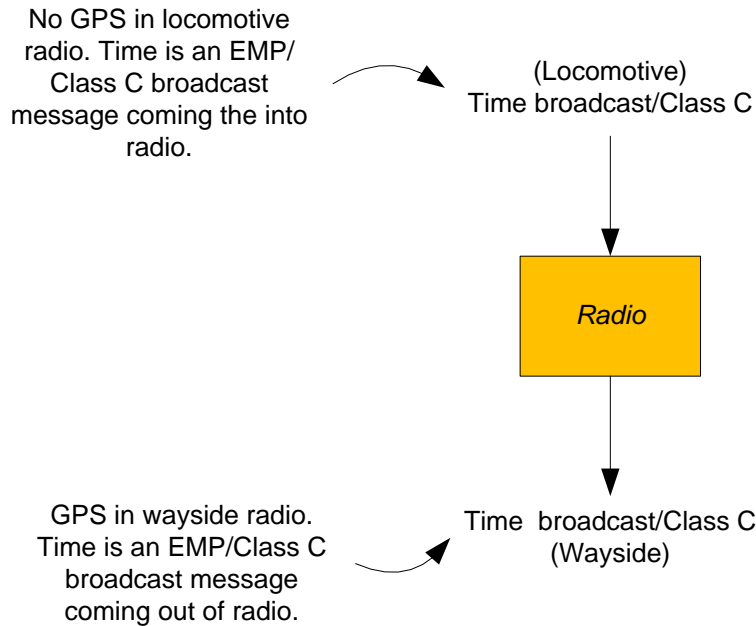 No GPS in locomotive
radio. Time is an EMP/
Class C broadcast
message coming the into
radio.
(Locomotive)
Time broadcast/Class C
Radio
GPS in wayside radio.
Time is an EMP/Class C
broadcast message
coming out of radio.
Time broadcast/Class C
(Wayside)